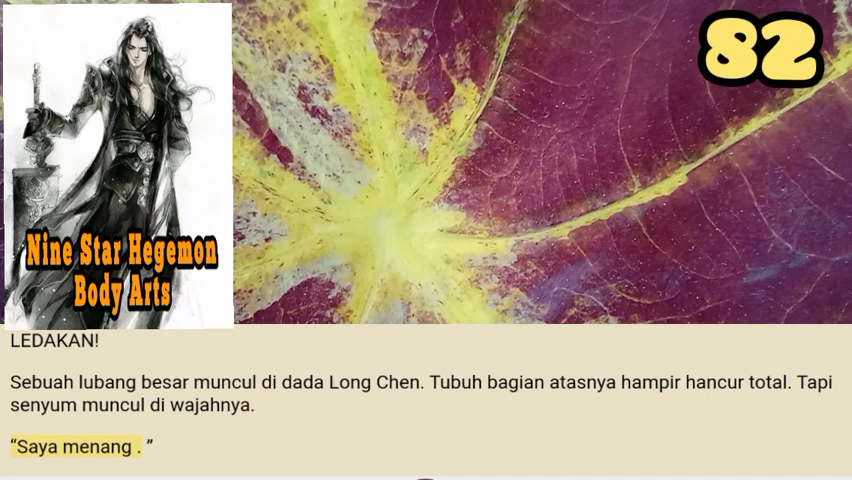 82
Nine Star Hegemon
Body Arts
LEDAKAN!
Sebuah lubang besar muncul di dada Long Chen. Tubuh bagian atasnya hampir hancur total. Tapi
senyum muncul di wajahnya.
“Saya menang . ”